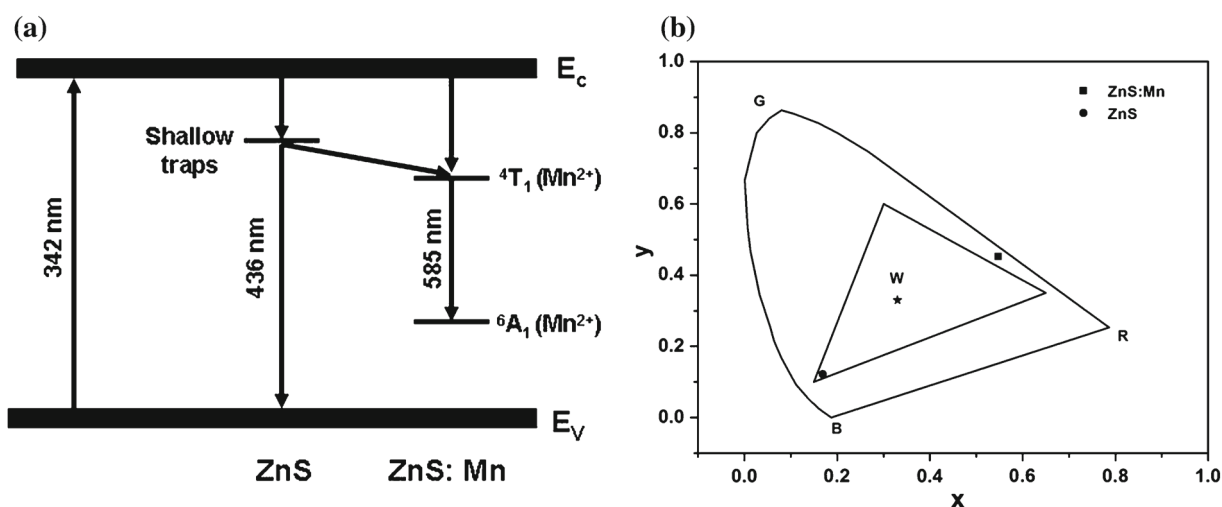 (a)
E_c
Shallow
traps
⁴T₁ (Mn²⁺)
342 nm
436 nm
585 nm
⁶A₁ (Mn²⁺)
E_V
ZnS
ZnS: Mn
(b)
1.0
0.8
0.6
0.4
0.2
0.0
y
G
ZnS:Mn
ZnS
W
R
B
0.0 0.2 0.4 0.6 0.8 1.0
x